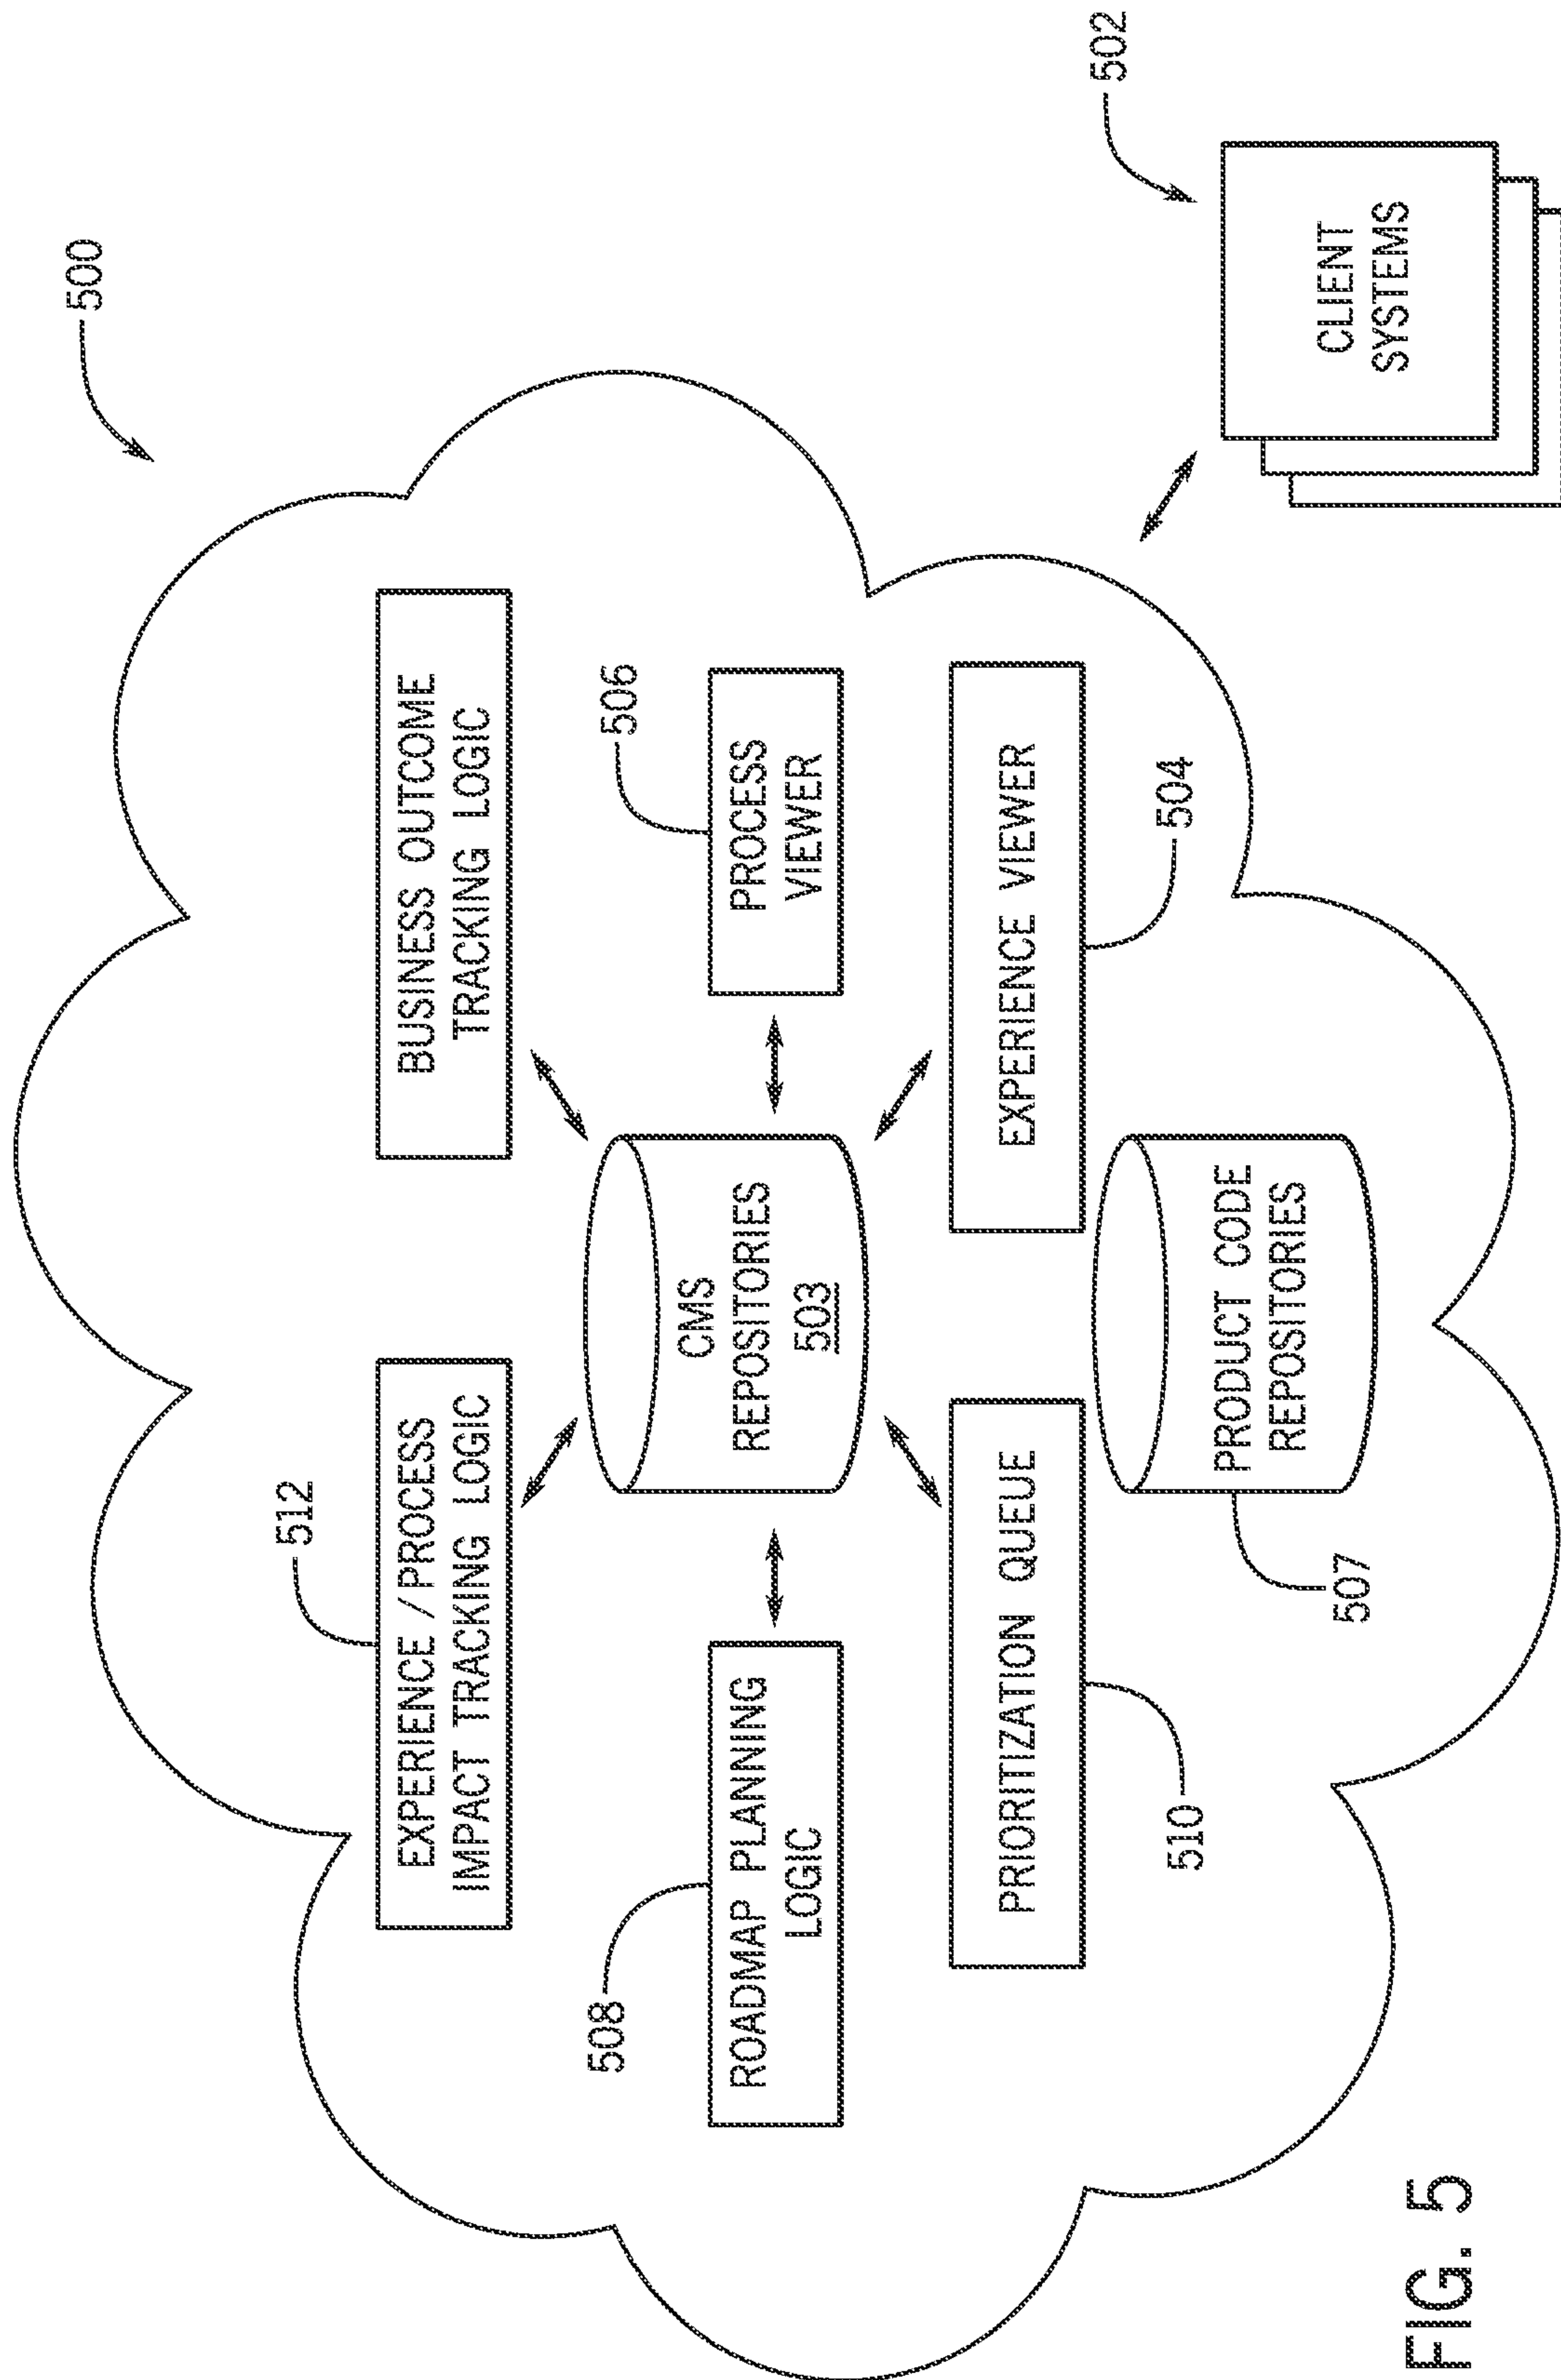 500
502
512
EXPERIENCE / PROCESS
IMPACT TRACKING LOGIC
BUSINESS OUTCOME
TRACKING LOGIC
508
ROADMAP PLANNING
LOGIC
CMS
REPOSITORIES
503
506
PROCESS
VIEWER
PRIORITIZATION QUEUE
510
EXPERIENCE VIEWER
504
PRODUCT CODE
REPOSITORIES
507
CLIENT
SYSTEMS
FIG. 5